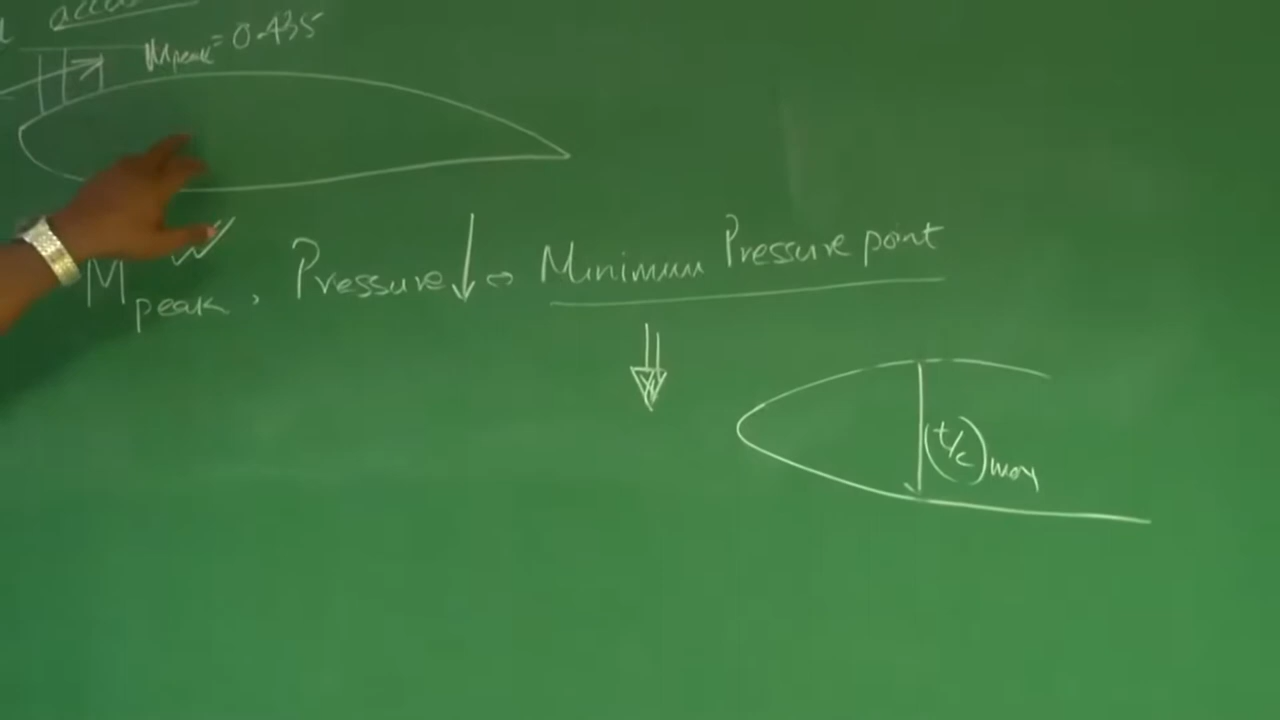 Mpeak = 0.435
Mpeak, Pressure ↓ ⇒ Minimum Pressure point
(t/c)max